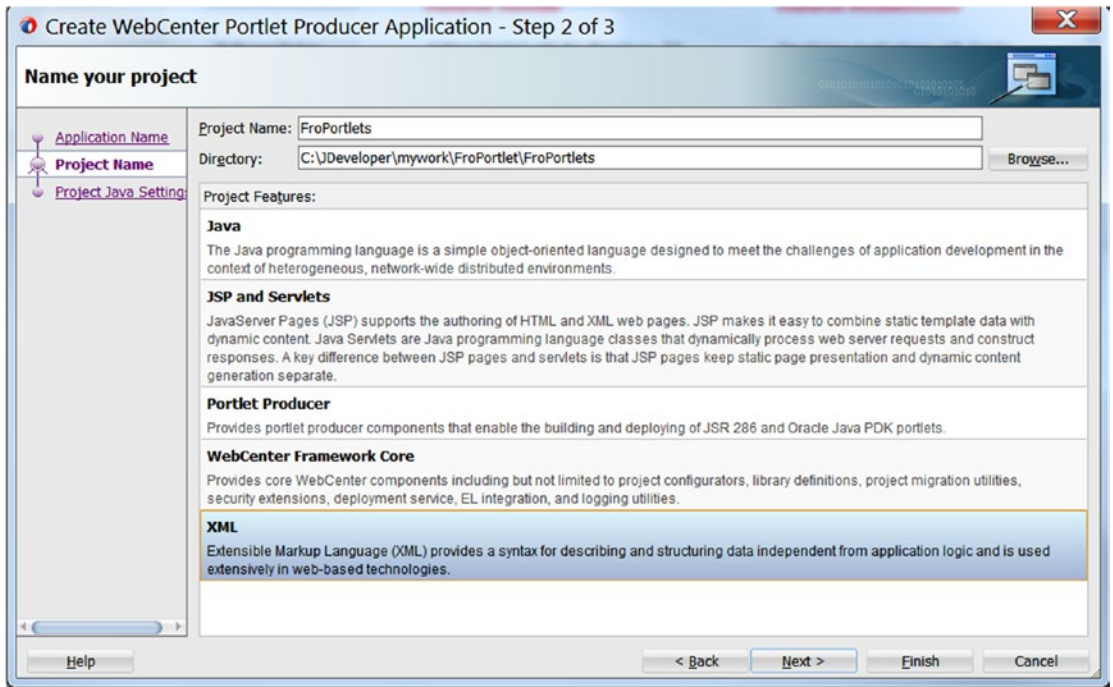 Create WebCenter Portlet Producer Application - Step 2 of 3
Name your project
Application Name
Project Name
Project Java Setting
Project Name: FroPortlets
Directory: C:\JDeveloper\mywork\FroPortlet\FroPortlets
Browse...
Project Features:
Java
The Java programming language is a simple object-oriented language designed to meet the challenges of application development in the
context of heterogeneous, network-wide distributed environments.
JSP and Servlets
JavaServer Pages (JSP) supports the authoring of HTML and XML web pages. JSP makes it easy to combine static template data with
dynamic content. Java Servlets are Java programming language classes that dynamically process web server requests and construct
responses. A key difference between JSP pages and servlets is that JSP pages keep static page presentation and dynamic content
generation separate.
Portlet Producer
Provides portlet producer components that enable the building and deploying of JSR 286 and Oracle Java PDK portlets.
WebCenter Framework Core
Provides core WebCenter components including but not limited to project configurators, library definitions, project migration utilities,
security extensions, deployment service, EL integration, and logging utilities.
XML
Extensible Markup Language (XML) provides a syntax for describing and structuring data independent from application logic and is used
extensively in web-based technologies.
Help
< Back
Next >
Finish
Cancel